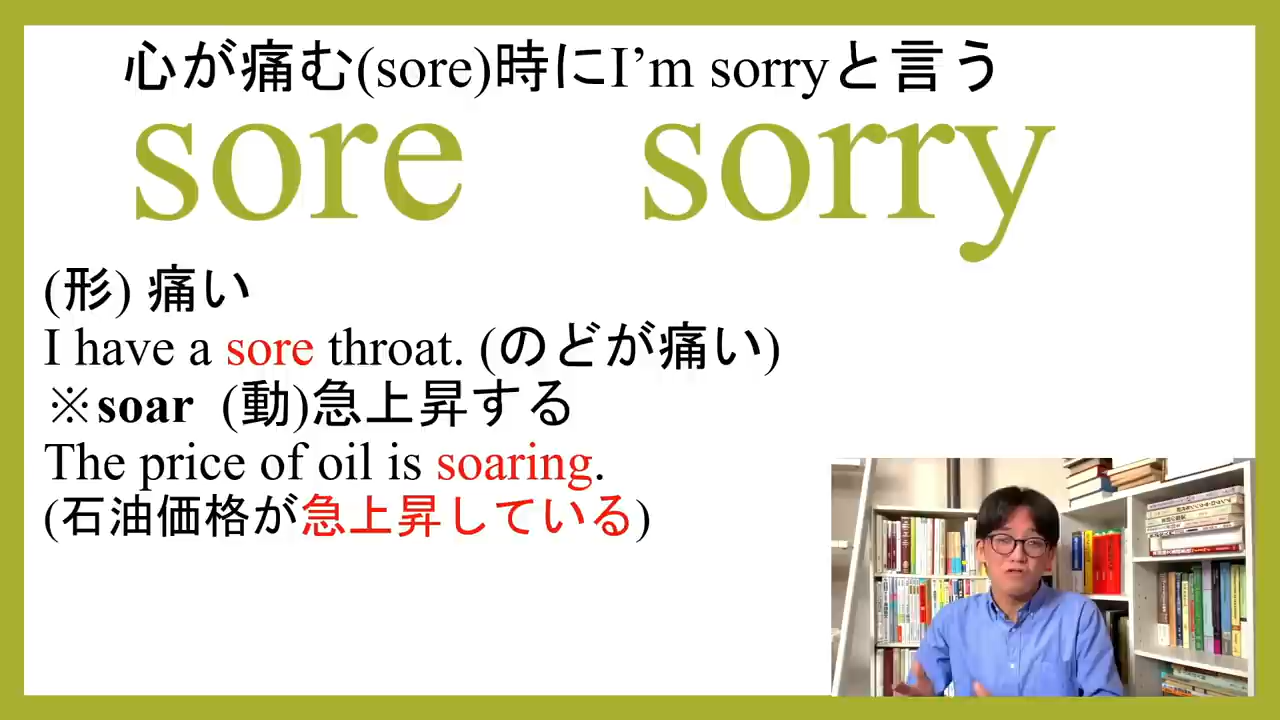 心が痛む(sore)時にI'm sorryと言う
sore sorry
(形) 痛い
I have a sore throat. (のどが痛い)
※soar (動)急上昇する
The price of oil is soaring.
(石油価格が急上昇している)